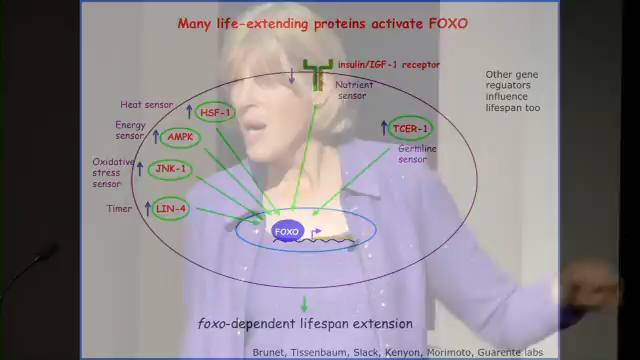 Many life-extending proteins activate FOXO
insulin/IGF-1 receptor
Nutrient
sensor
Other gene
reguators
influence
lifespan too
Heat sensor
HSF-1
Energy
sensor
AMPK
TCER-1
Germline
sensor
Oxidative
stress
sensor
JNK-1
Timer
LIN-4
FOXO
foxo-dependent lifespan extension
Brunet, Tissenbaum, Slack, Kenyon, Morimoto, Guarente labs